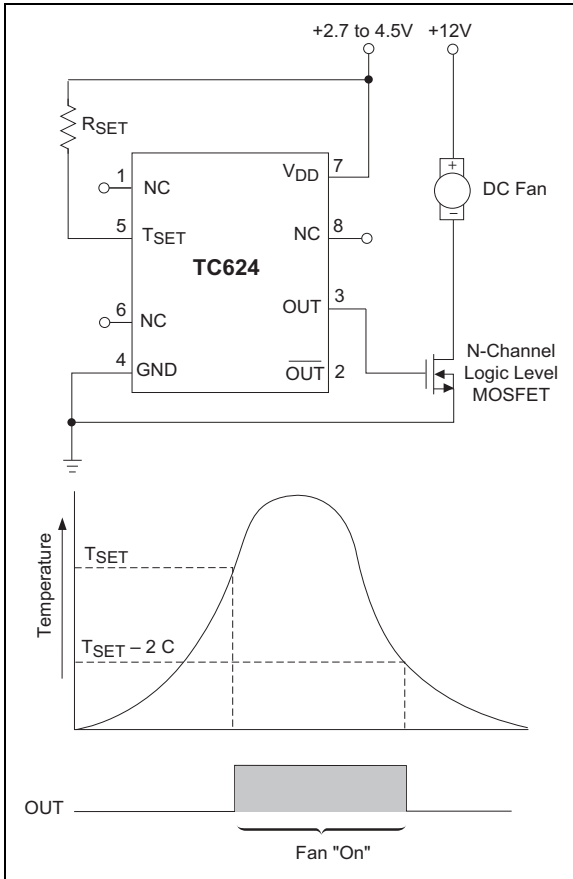 +2.7 to 4.5V
+12V
RSET
1
NC
VDD
7
5
TSET
NC
8
TC624
DC Fan
+
−
6
NC
OUT
3
4
GND
OUT
2
N-Channel
Logic Level
MOSFET
Temperature
TSET
TSET – 2 C
OUT
Fan "On"